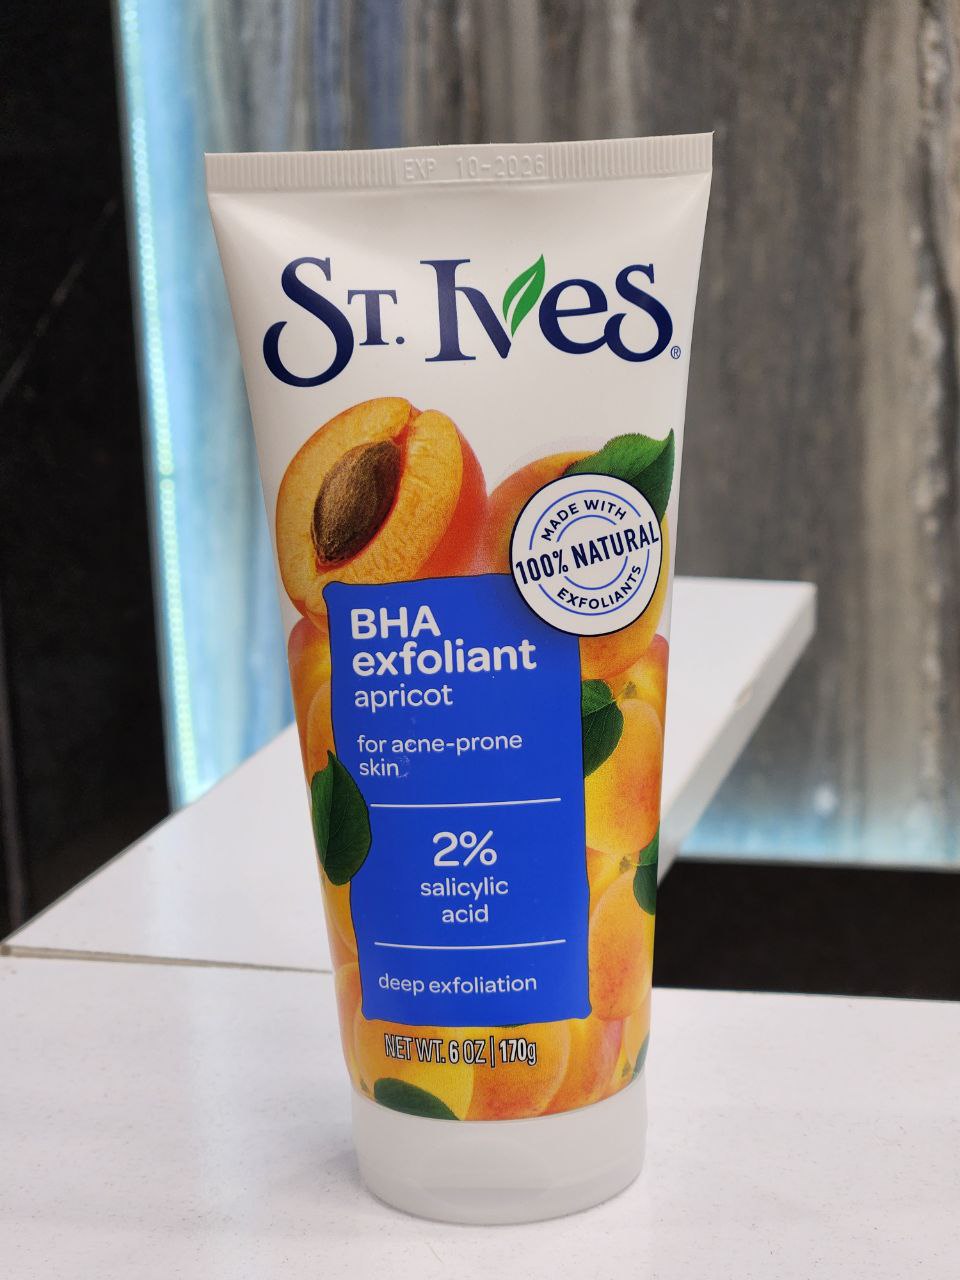 EXP 10-2026
ST. Ives®
MADE WITH
100% NATURAL
EXFOLIANTS
BHA
exfoliant
apricot
for acne-prone
skin
2%
salicylic
acid
deep exfoliation
NET WT. 6 OZ | 170g